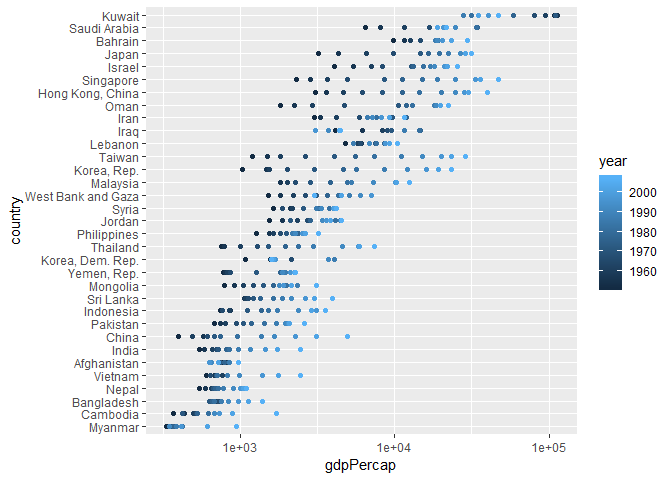 Kuwait
Saudi Arabia
Bahrain
Japan
Israel
Singapore
Hong Kong, China
Oman
Iran
Iraq
Lebanon
Taiwan
Korea, Rep.
Malaysia
West Bank and Gaza
Syria
Jordan
Philippines
Thailand
Korea, Dem. Rep.
Yemen, Rep.
Mongolia
Sri Lanka
Indonesia
Pakistan
China
India
Afghanistan
Vietnam
Nepal
Bangladesh
Cambodia
Myanmar
country
1e+03 1e+04 1e+05
gdpPercap
year
2000
1990
1980
1970
1960